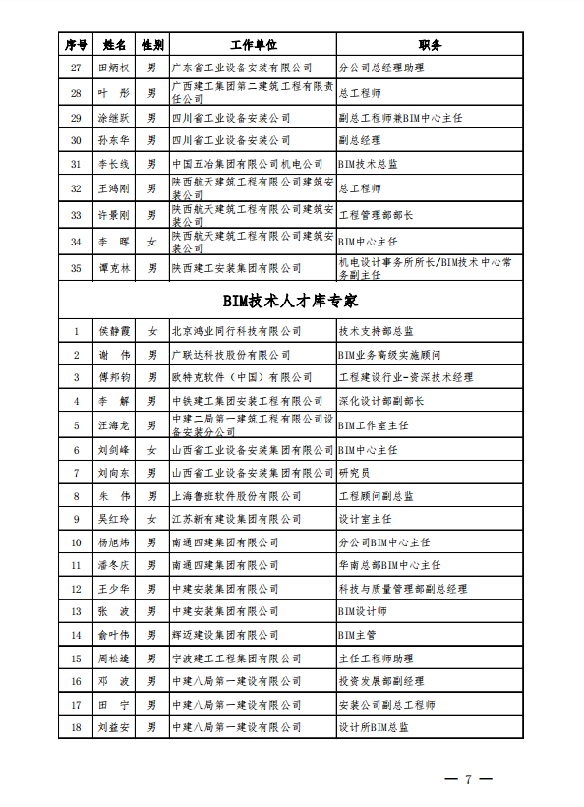 序号 姓名 性别 工作单位 职务
27 田炳权 男 广东省工业设备安装有限公司 分公司总经理助理
28 叶 彤 男 广西建工集团第二建筑工程有限责任公司 总工程师
29 涂继跃 男 四川省工业设备安装公司 副总工程师兼BIM中心主任
30 孙东华 男 四川省工业设备安装公司 副总经理
31 李长线 男 中国五冶集团有限公司机电公司 BIM技术总监
32 王鸿刚 男 陕西航天建筑工程有限公司建筑安装公司 总工程师
33 许景刚 男 陕西航天建筑工程有限公司建筑安装公司 工程管理部部长
34 李 晖 女 陕西航天建筑工程有限公司建筑安装公司 BIM中心主任
35 谭克林 男 陕西建工安装集团有限公司 机电设计事务所所长/BIM技术中心常务副主任
BIM技术人才库专家
1 侯静霞 女 北京鸿业同行科技有限公司 技术支持部总监
2 谢 伟 男 广联达科技股份有限公司 BIM业务高级实施顾问
3 傅邦钧 男 欧特克软件（中国）有限公司 工程建设行业-资深技术经理
4 李 解 男 中铁建工集团安装工程有限公司 深化设计部副部长
5 汪海龙 男 中建二局第一建筑工程有限公司设备安装分公司 BIM工作室主任
6 刘剑峰 女 山西省工业设备安装集团有限公司 BIM中心主任
7 刘向东 男 山西省工业设备安装集团有限公司 研究员
8 朱 伟 男 上海鲁班软件股份有限公司 工程顾问副总监
9 吴红玲 女 江苏新有建设集团有限公司 设计室主任
10 杨旭炜 男 南通四建集团有限公司 分公司BIM中心主任
11 潘冬庆 男 南通四建集团有限公司 华南总部BIM中心主任
12 王少华 男 中建安装集团有限公司 科技与质量管理部副总经理
13 张 波 男 中建安装集团有限公司 BIM设计师
14 俞叶伟 男 辉迈建设集团有限公司 BIM主管
15 周松建 男 宁波建工工程集团有限公司 主任工程师助理
16 邓 波 男 中建八局第一建设有限公司 投资发展部副经理
17 田 宁 男 中建八局第一建设有限公司 安装公司副总工程师
18 刘益安 男 中建八局第一建设有限公司 设计所BIM总监
— 7 —